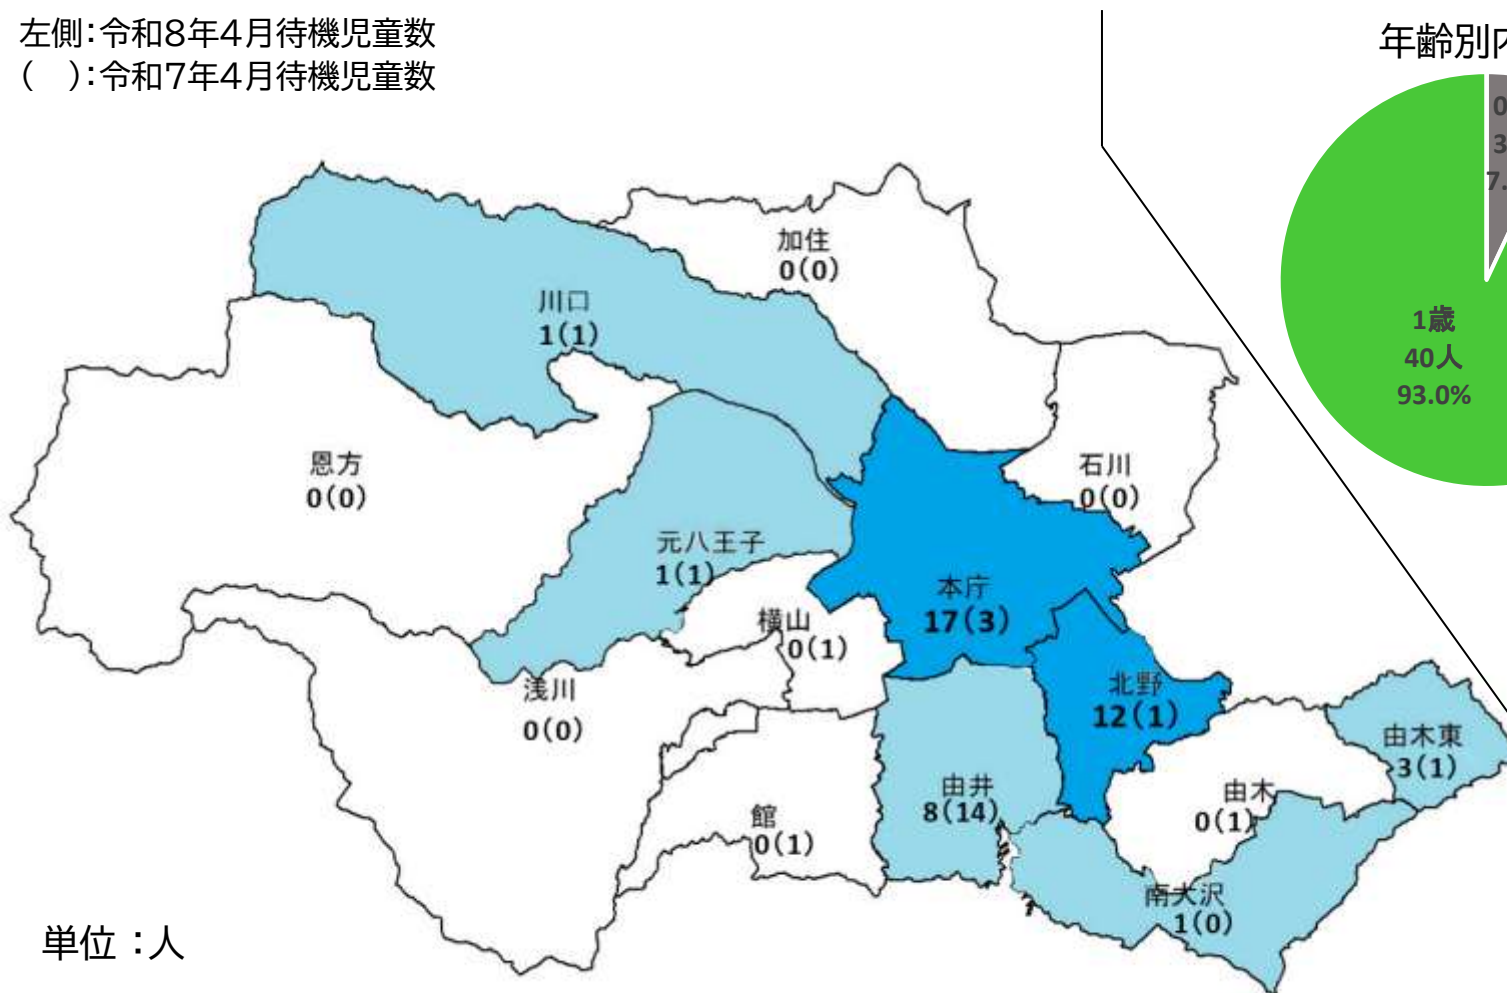 左側：令和8年4月待機児童数
（　）：令和7年4月待機児童数
年齢別
1歳
40人
93.0%
加住
0(0)
川口
1(1)
恩方
0(0)
石川
0(0)
元八王子
1(1)
本庁
17(3)
横山
0(1)
浅川
0(0)
北野
12(1)
由木東
3(1)
由井
8(14)
由木
0(1)
館
0(1)
南大沢
1(0)
単位：人